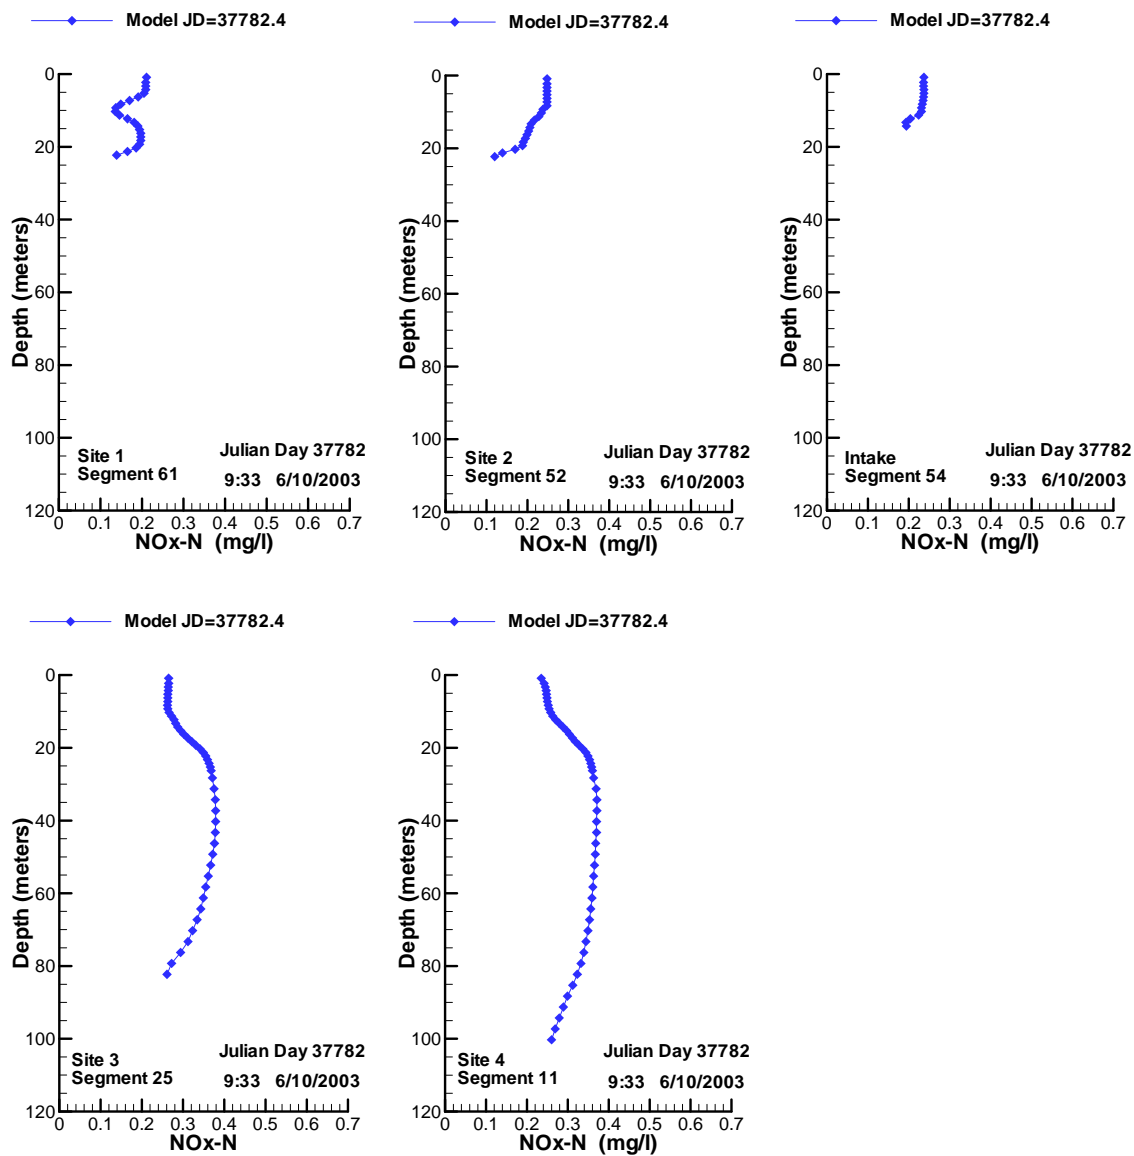 Model JD=37782.4
0
20
40
60
80
100
120
Depth (meters)
Site 1
Segment 61
Julian Day 37782
9:33 6/10/2003
0 0.1 0.2 0.3 0.4 0.5 0.6 0.7
NOx-N (mg/l)
Model JD=37782.4
0
20
40
60
80
100
120
Depth (meters)
Site 2
Segment 52
Julian Day 37782
9:33 6/10/2003
0 0.1 0.2 0.3 0.4 0.5 0.6 0.7
NOx-N (mg/l)
Model JD=37782.4
0
20
40
60
80
100
120
Depth (meters)
Intake
Segment 54
Julian Day 37782
9:33 6/10/2003
0 0.1 0.2 0.3 0.4 0.5 0.6 0.7
NOx-N (mg/l)
Model JD=37782.4
0
20
40
60
80
100
120
Depth (meters)
Site 3
Segment 25
Julian Day 37782
9:33 6/10/2003
0 0.1 0.2 0.3 0.4 0.5 0.6 0.7
NOx-N
Model JD=37782.4
0
20
40
60
80
100
120
Depth (meters)
Site 4
Segment 11
Julian Day 37782
9:33 6/10/2003
0 0.1 0.2 0.3 0.4 0.5 0.6 0.7
NOx-N (mg/l)